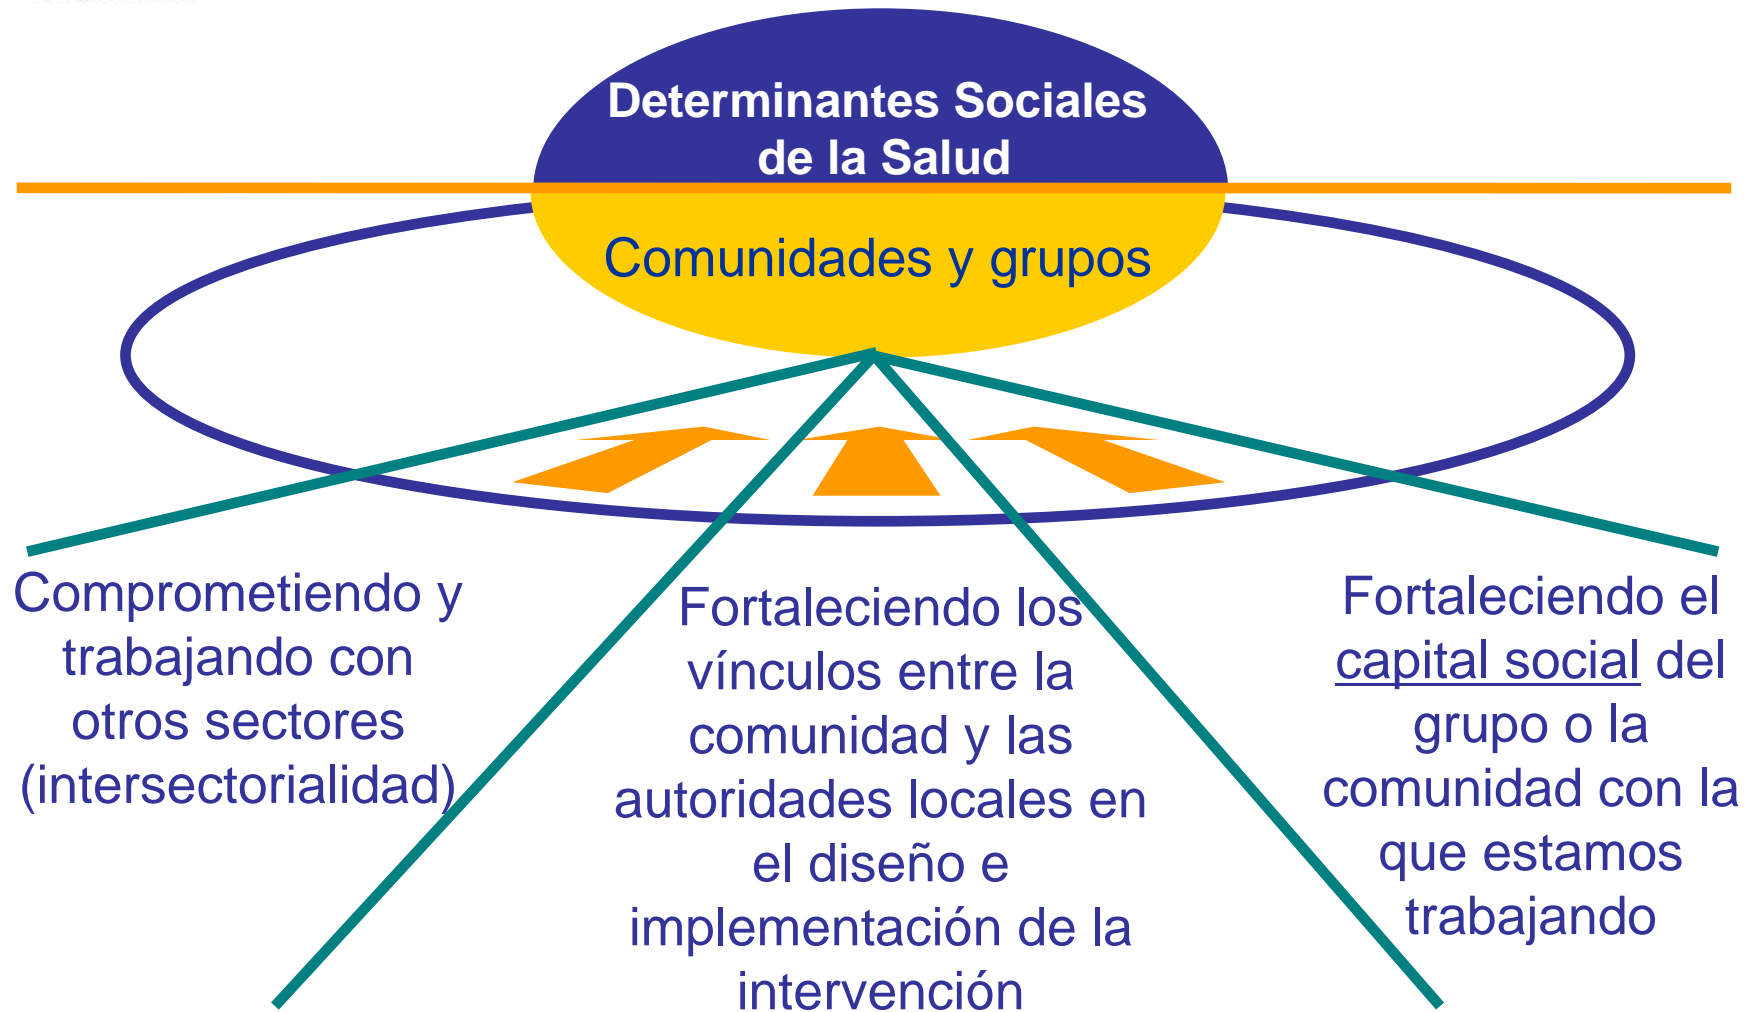 Determinantes Sociales
de la Salud
Comunidades y grupos
Comprometiendo y
trabajando con
otros sectores
(intersectorialidad)
Fortaleciendo los
vínculos entre la
comunidad y las
autoridades locales en
el diseño e
implementación de la
intervención
Fortaleciendo el
capital social del
grupo o la
comunidad con la
que estamos
trabajando